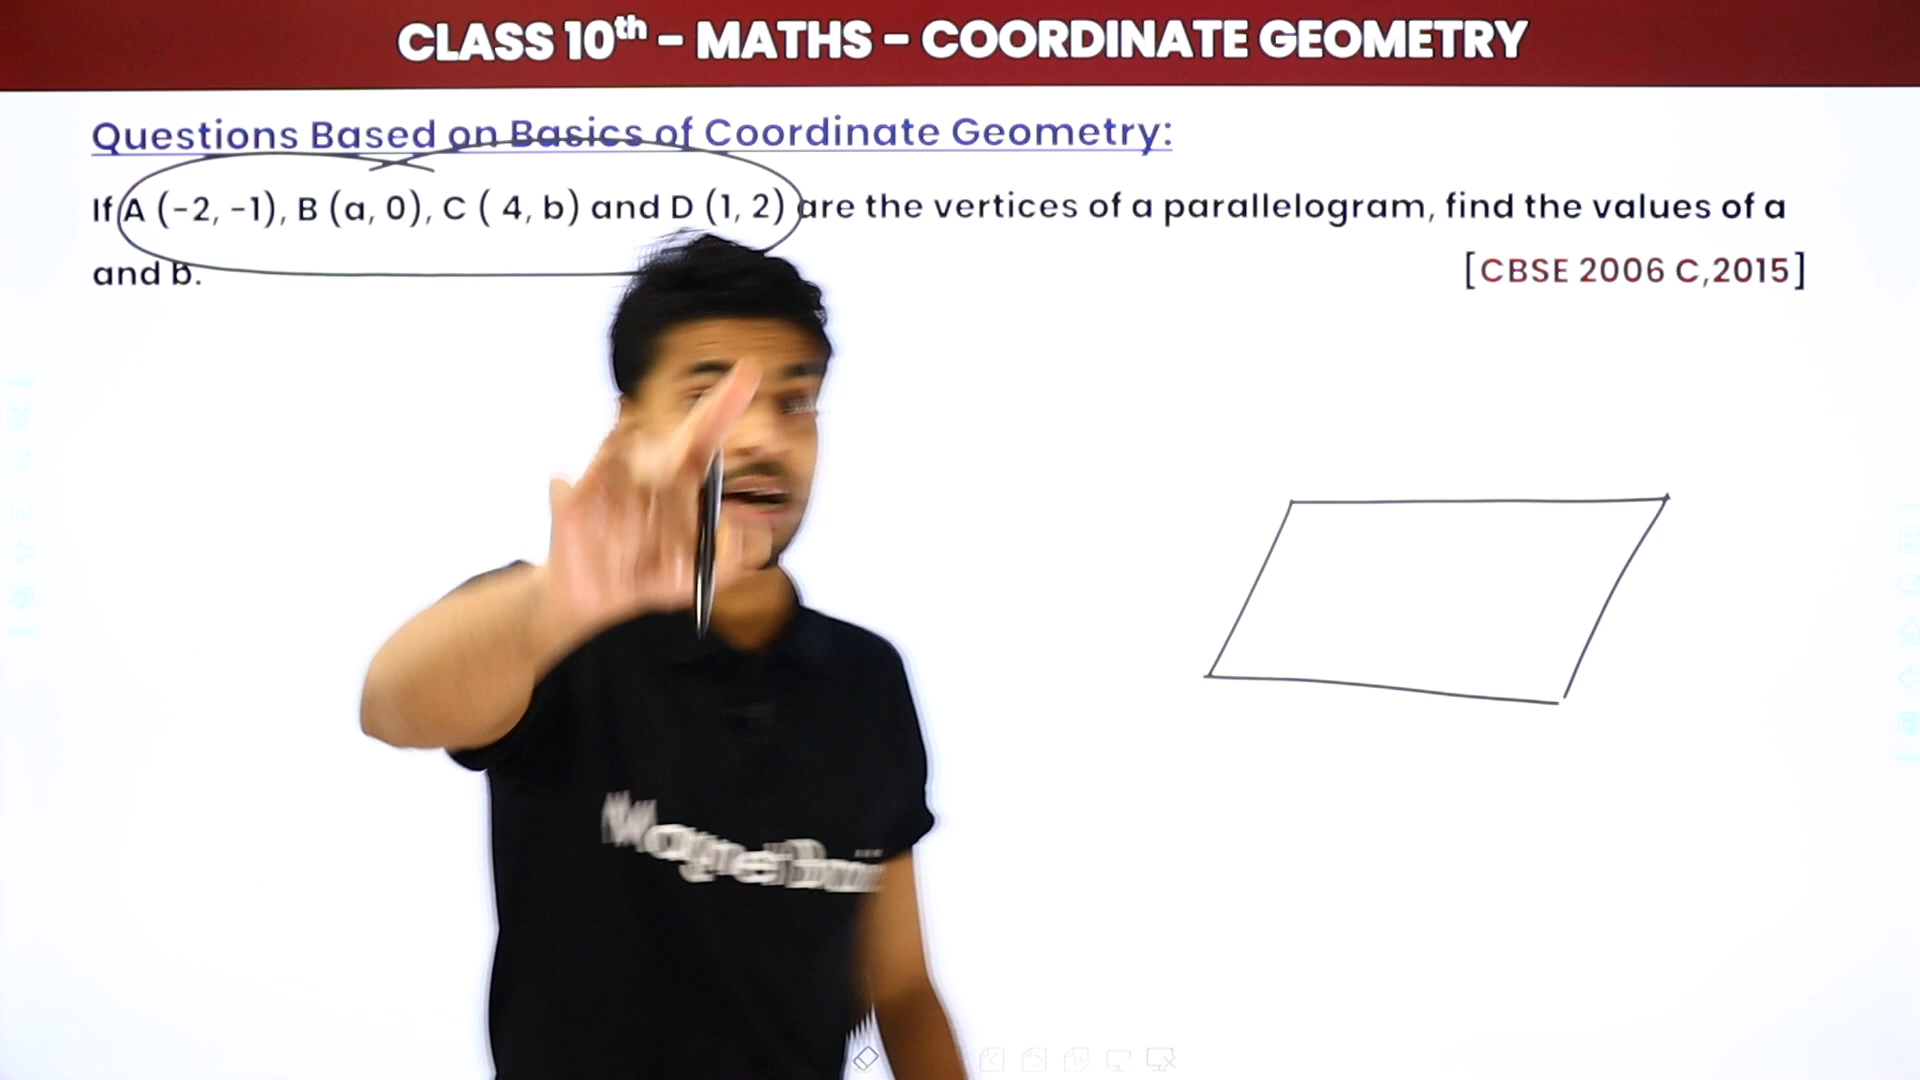 CLASS 10th - MATHS - COORDINATE GEOMETRY
Questions Based on Basics of Coordinate Geometry:
If A (-2, -1), B (a, 0), C ( 4, b) and D (1, 2) are the vertices of a parallelogram, find the values of a
and b.
[CBSE 2006 C,2015]